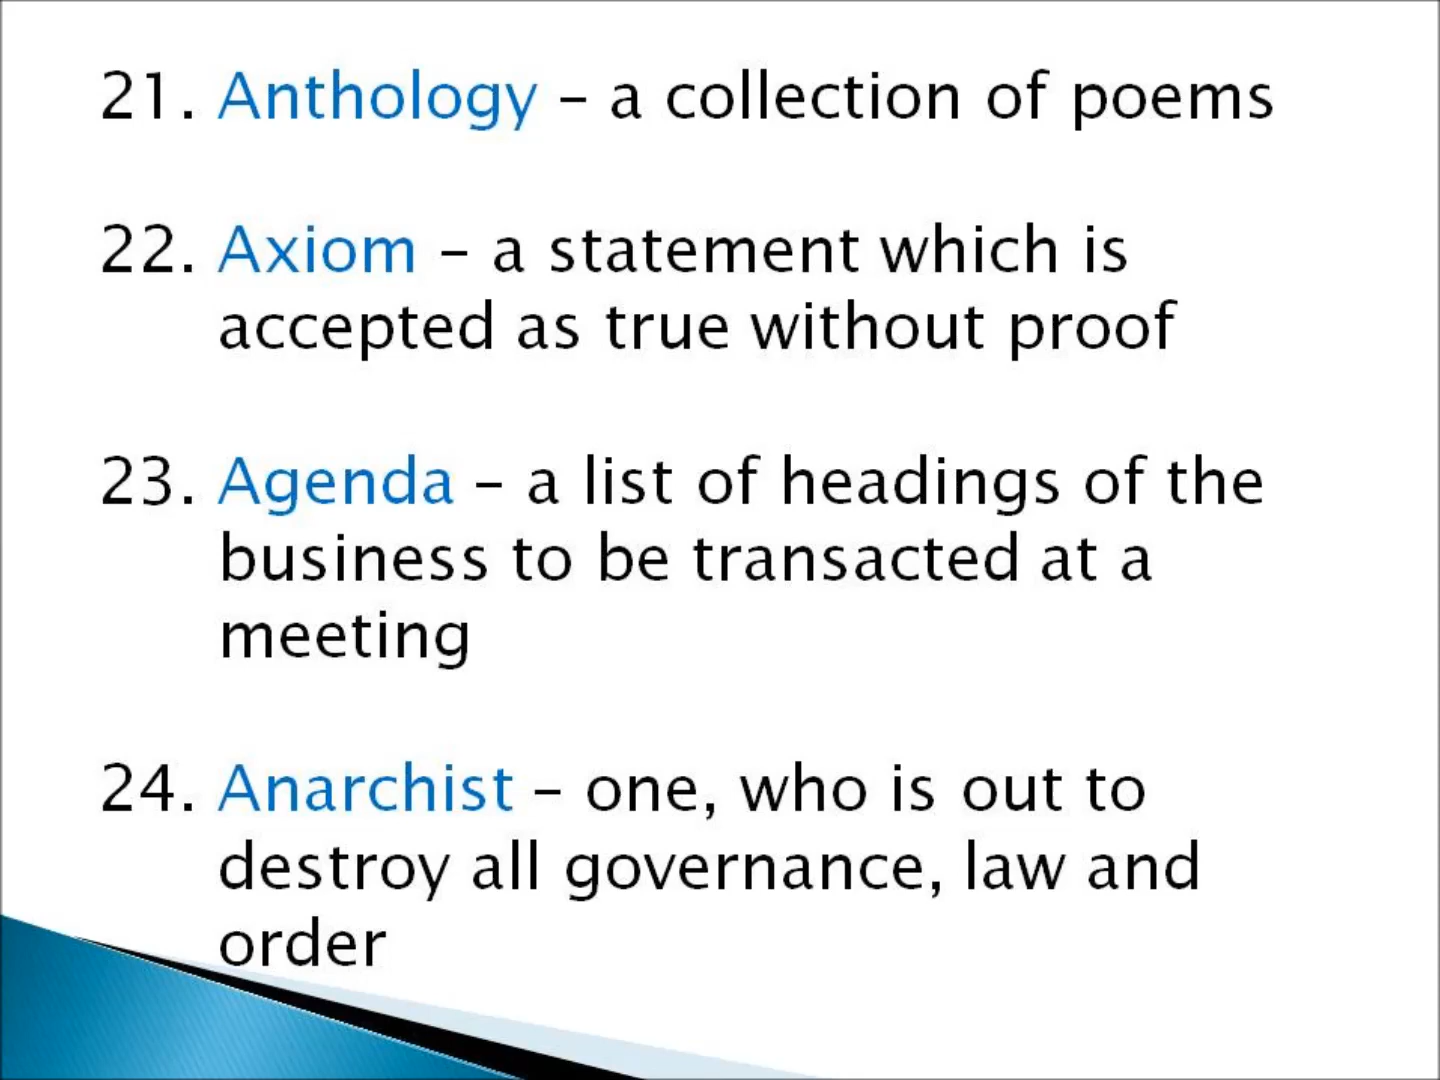 21. Anthology – a collection of poems
22. Axiom – a statement which is
accepted as true without proof
23. Agenda – a list of headings of the
business to be transacted at a
meeting
24. Anarchist – one, who is out to
destroy all governance, law and
order